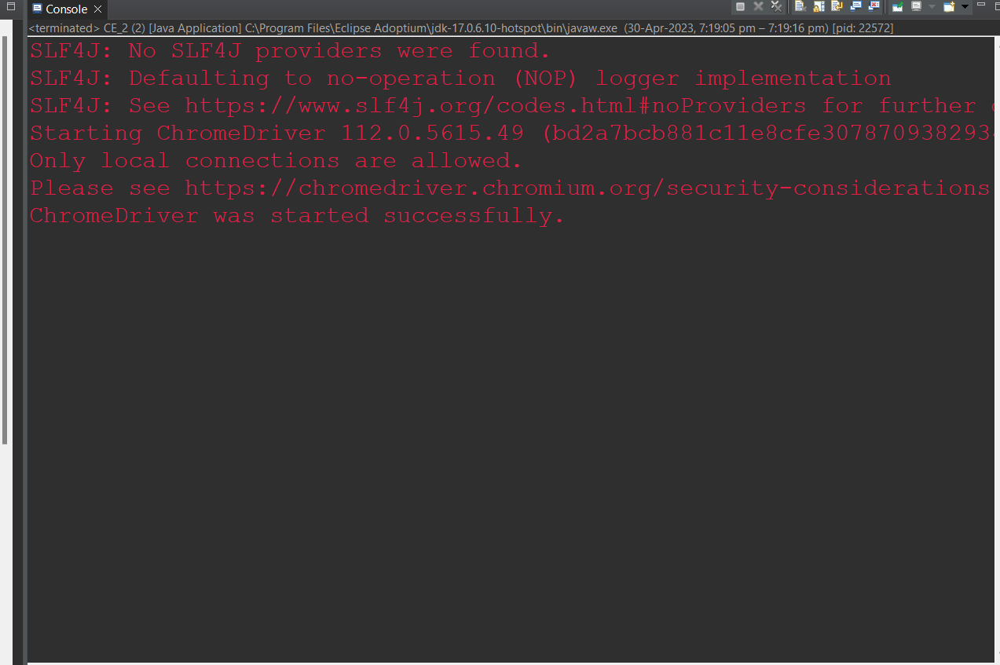 Console
<terminated> CE_2 (2) [Java Application] C:\Program Files\Eclipse Adoptium\jdk-17.0.6.10-hotspot\bin\javaw.exe (30-Apr-2023, 7:19:05 pm – 7:19:16 pm) [pid: 22572]
SLF4J: No SLF4J providers were found.
SLF4J: Defaulting to no-operation (NOP) logger implementation
SLF4J: See https://www.slf4j.org/codes.html#noProviders for further
Starting ChromeDriver 112.0.5615.49 (bd2a7bcb881c11e8cfe3078709382934
Only local connections are allowed.
Please see https://chromedriver.chromium.org/security-considerations
ChromeDriver was started successfully.